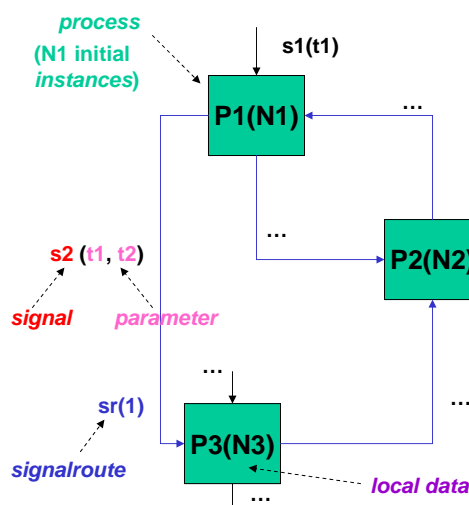 process
(N1 initial
instances)
s1(t1)
P1(N1)
...
...
P2(N2)
s2 (t1, t2)
signal
parameter
...
...
sr(1)
P3(N3)
signalroute
local data
...